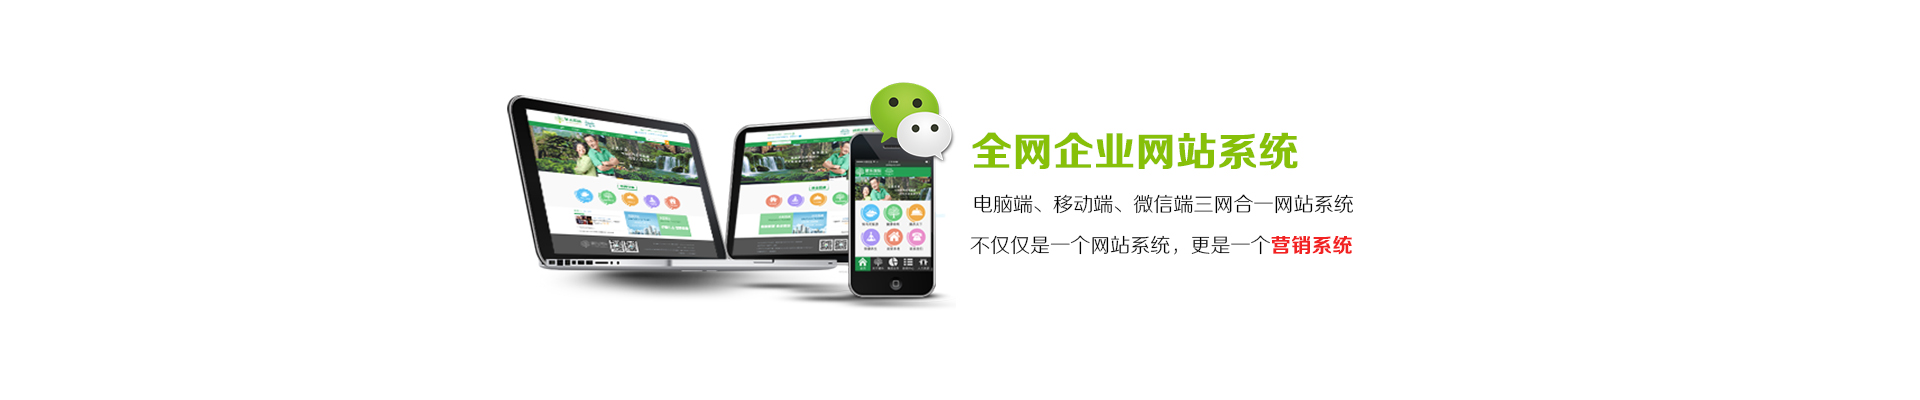 全网企业网站系统
电脑端、移动端、微信端三网合一网站系统
不仅仅是一个网站系统，更是一个营销系统